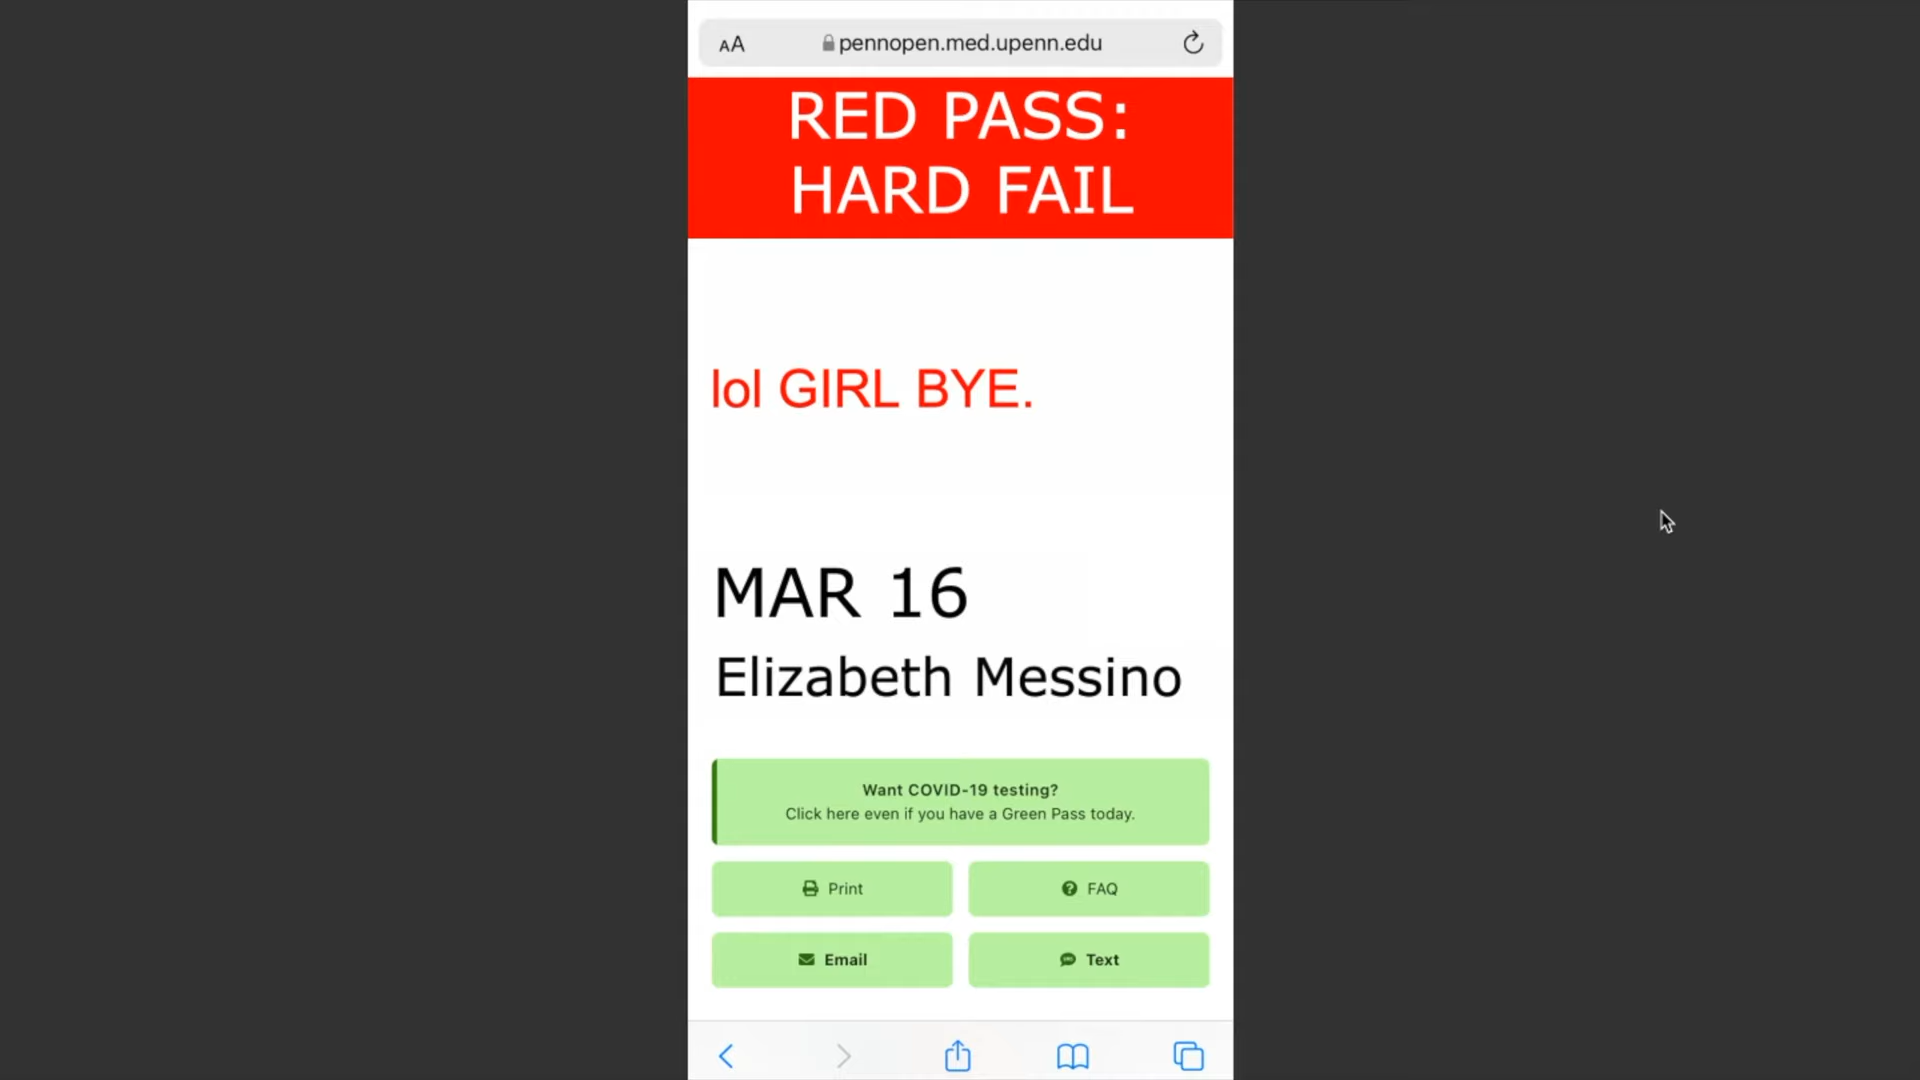 AA pennopen.med.upenn.edu
RED PASS:
HARD FAIL
lol GIRL BYE.
MAR 16
Elizabeth Messino
Want COVID-19 testing?
Click here even if you have a Green Pass today.
Print
FAQ
Email
Text